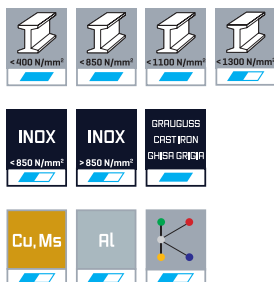 <400 N/mm² <850 N/mm² <1100 N/mm² <1300 N/mm²
INOX INOX GRAUGUSS
CAST IRON
GHISA GRIGIA
<850 N/mm² >850 N/mm²
Cu, Ms Al